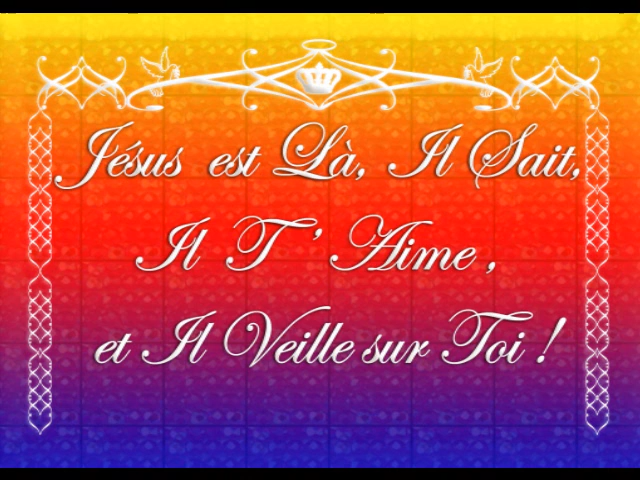 Jésus est Là, Il Sait,
Il T'Aime,
et Il Veille sur Toi !